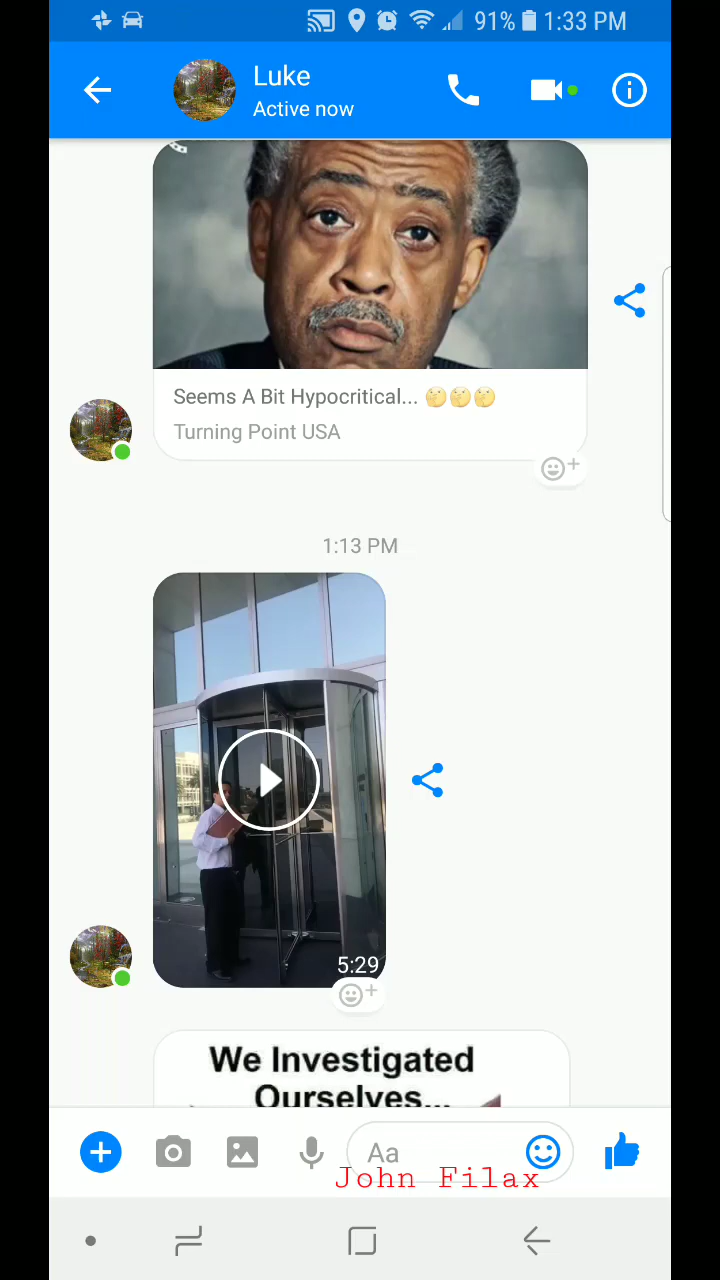 91% 1:33 PM
Luke
Active now
Seems A Bit Hypocritical... 🤔🤔🤔
Turning Point USA
1:13 PM
5:29
We Investigated
Ourselves...
Aa
John Filax